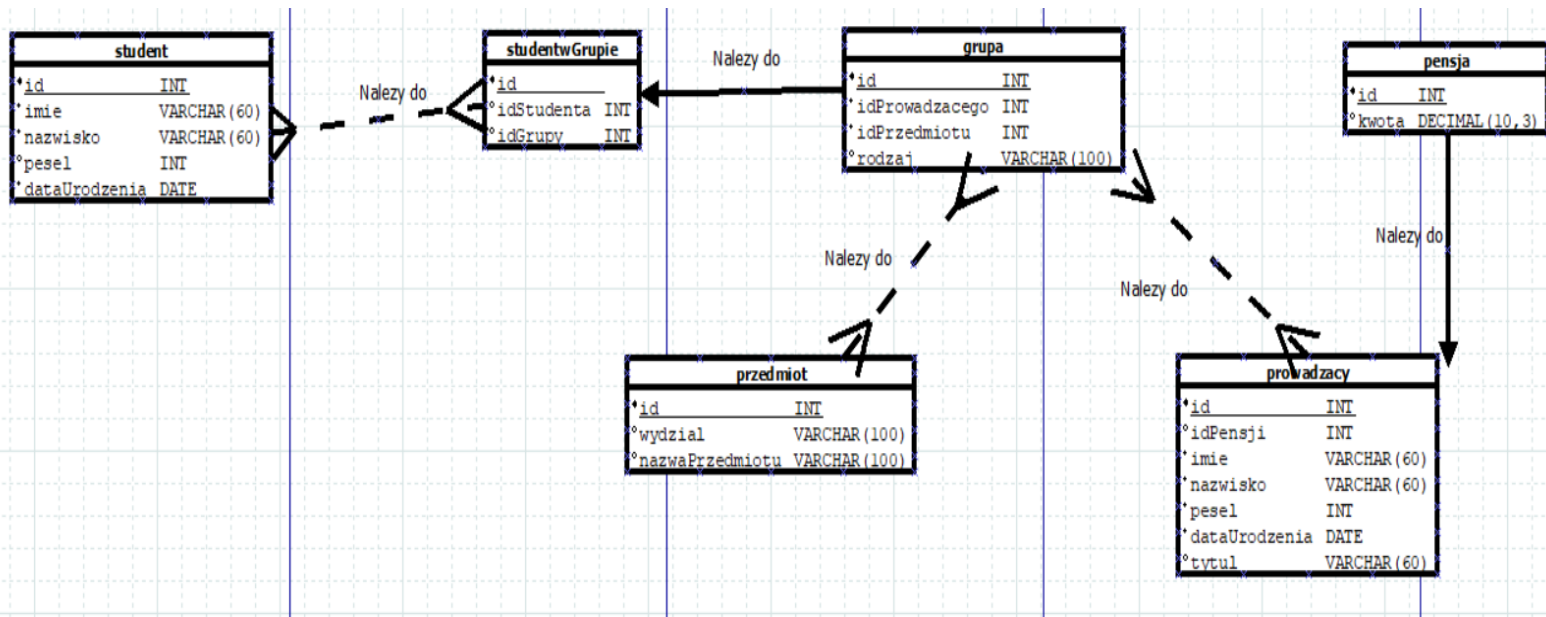 student
id INT
imie VARCHAR(60)
nazwisko VARCHAR(60)
pesel INT
dataUrodzenia DATE
Nalezy do
studentwGrupie
id
idStudenta INT
idGrupy INT
Nalezy do
grupa
id INT
idProwadzacego INT
idPrzedmiotu INT
rodzaj VARCHAR(100)
pensja
id INT
kwota DECIMAL(10,3)
Nalezy do
Nalezy do
Nalezy do
przedmiot
id INT
wydzial VARCHAR(100)
nazwaPrzedmiotu VARCHAR(100)
prowadzacy
id INT
idPensji INT
imie VARCHAR(60)
nazwisko VARCHAR(60)
pesel INT
dataUrodzenia DATE
tytul VARCHAR(60)